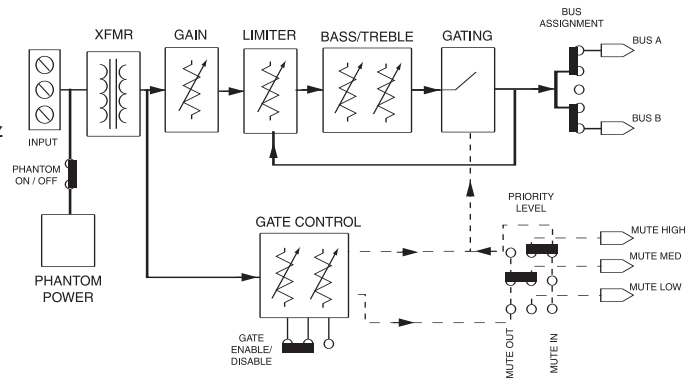 BUS
ASSIGNMENT
XFMR
GAIN
LIMITER
BASS/TREBLE
GATING
BUS A
BUS B
INPUT
PHANTOM
ON / OFF
PHANTOM
POWER
GATE CONTROL
GATE
ENABLE/
DISABLE
PRIORITY
LEVEL
MUTE HIGH
MUTE MED
MUTE LOW
MUTE OUT
MUTE IN